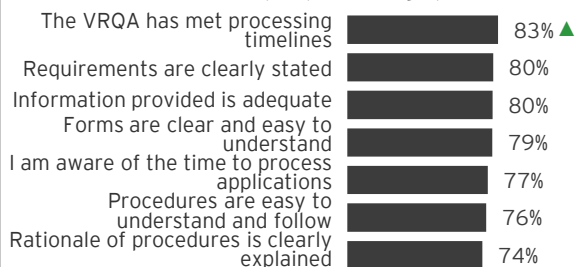 The VRQA has met processing
timelines
83% ▲
Requirements are clearly stated
80%
Information provided is adequate
80%
Forms are clear and easy to
understand
79%
I am aware of the time to process
applications
77%
Procedures are easy to
understand and follow
76%
Rationale of procedures is clearly
explained
74%